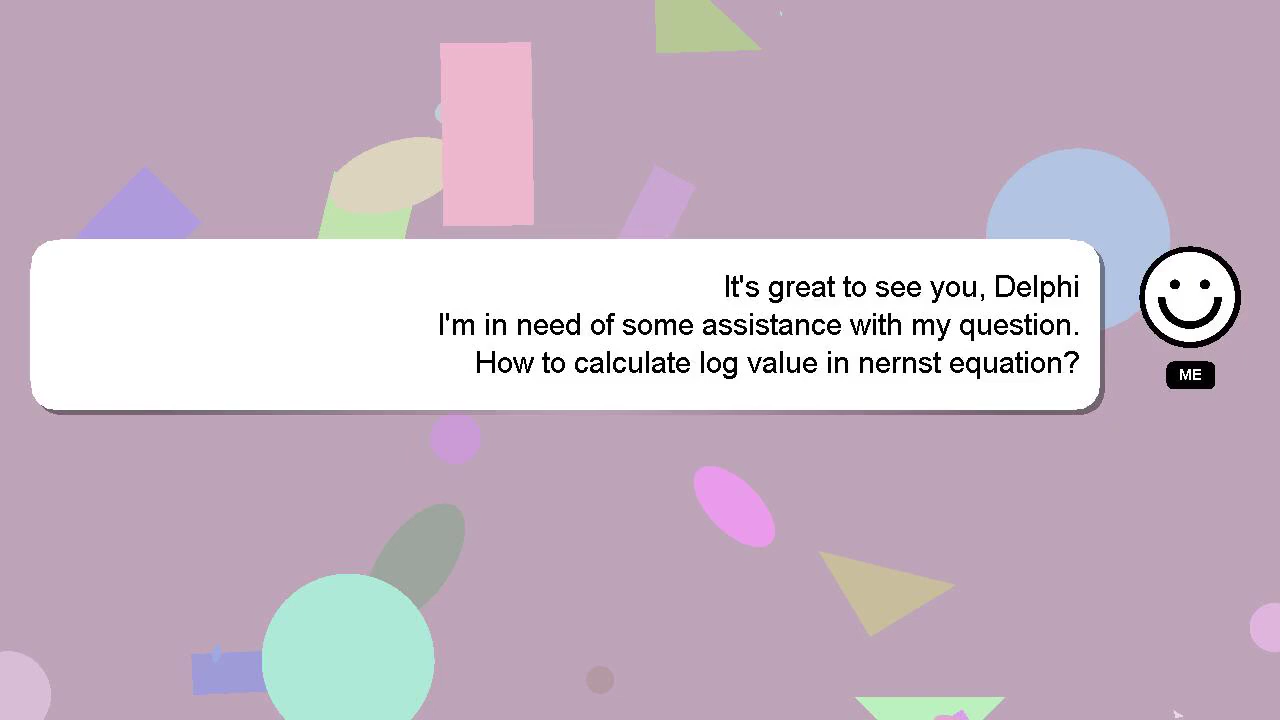 It's great to see you, Delphi
I'm in need of some assistance with my question.
How to calculate log value in nernst equation?
ME